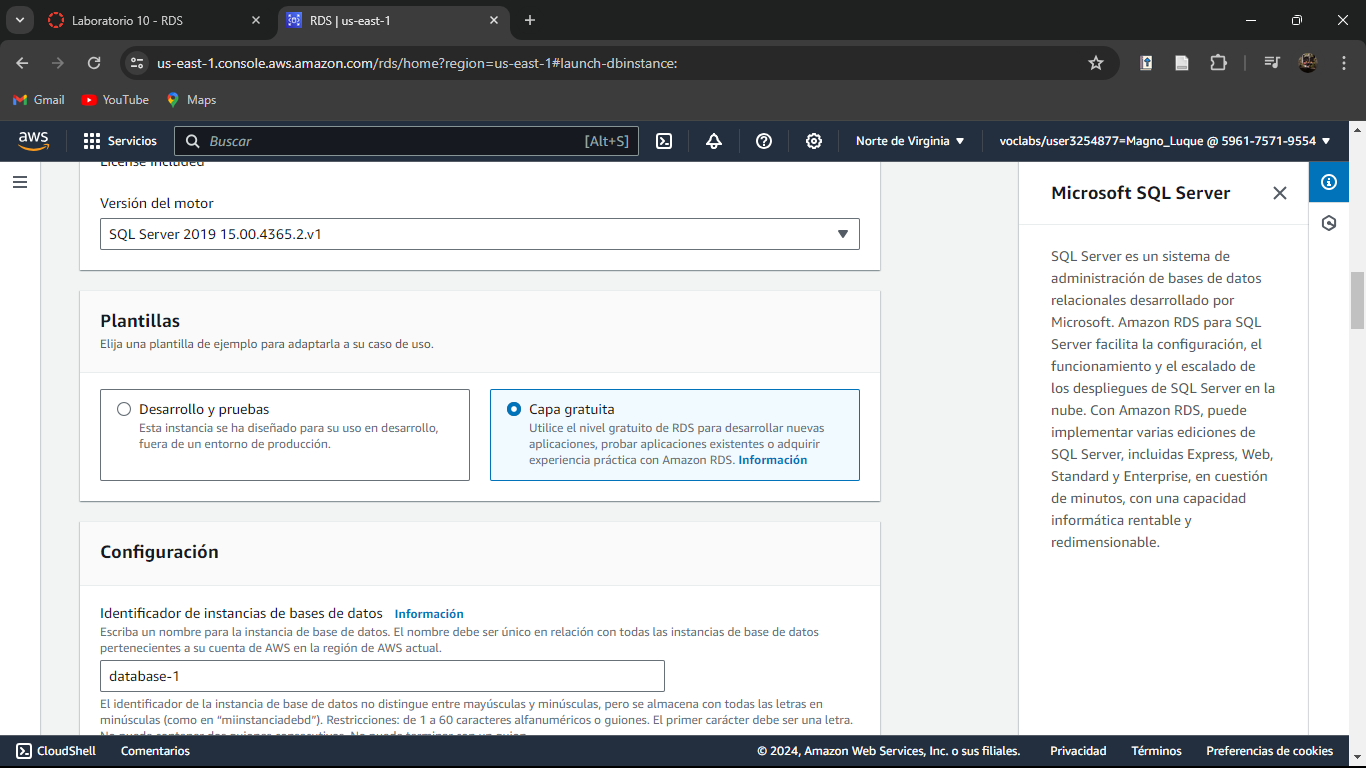 Laboratorio 10 - RDS
RDS | us-east-1
us-east-1.console.aws.amazon.com/rds/home?region=us-east-1#launch-dbinstance:
Gmail
YouTube
Maps
aws
Servicios
Buscar
[Alt+S]
Norte de Virginia
voclabs/user3254877=Magno_Luque @ 5961-7571-9554
License included
Versión del motor
SQL Server 2019 15.00.4365.2.v1
Plantillas
Elija una plantilla de ejemplo para adaptarla a su caso de uso.
Desarrollo y pruebas
Esta instancia se ha diseñado para su uso en desarrollo,
fuera de un entorno de producción.
Capa gratuita
Utilice el nivel gratuito de RDS para desarrollar nuevas
aplicaciones, probar aplicaciones existentes o adquirir
experiencia práctica con Amazon RDS. Información
Configuración
Identificador de instancias de bases de datos Información
Escriba un nombre para la instancia de base de datos. El nombre debe ser único en relación con todas las instancias de base de datos
pertenecientes a su cuenta de AWS en la región de AWS actual.
database-1
El identificador de la instancia de base de datos no distingue entre mayúsculas y minúsculas, pero se almacena con todas las letras en
minúsculas (como en "miinstanciadebd"). Restricciones: de 1 a 60 caracteres alfanuméricos o guiones. El primer carácter debe ser una letra.
No puede contener dos guiones consecutivos. No puede terminar con un guion.
Microsoft SQL Server
SQL Server es un sistema de
administración de bases de datos
relacionales desarrollado por
Microsoft. Amazon RDS para SQL
Server facilita la configuración, el
funcionamiento y el escalado de
los despliegues de SQL Server en la
nube. Con Amazon RDS, puede
implementar varias ediciones de
SQL Server, incluidas Express, Web,
Standard y Enterprise, en cuestión
de minutos, con una capacidad
informática rentable y
redimensionable.
CloudShell
Comentarios
© 2024, Amazon Web Services, Inc. o sus filiales.
Privacidad
Términos
Preferencias de cookies